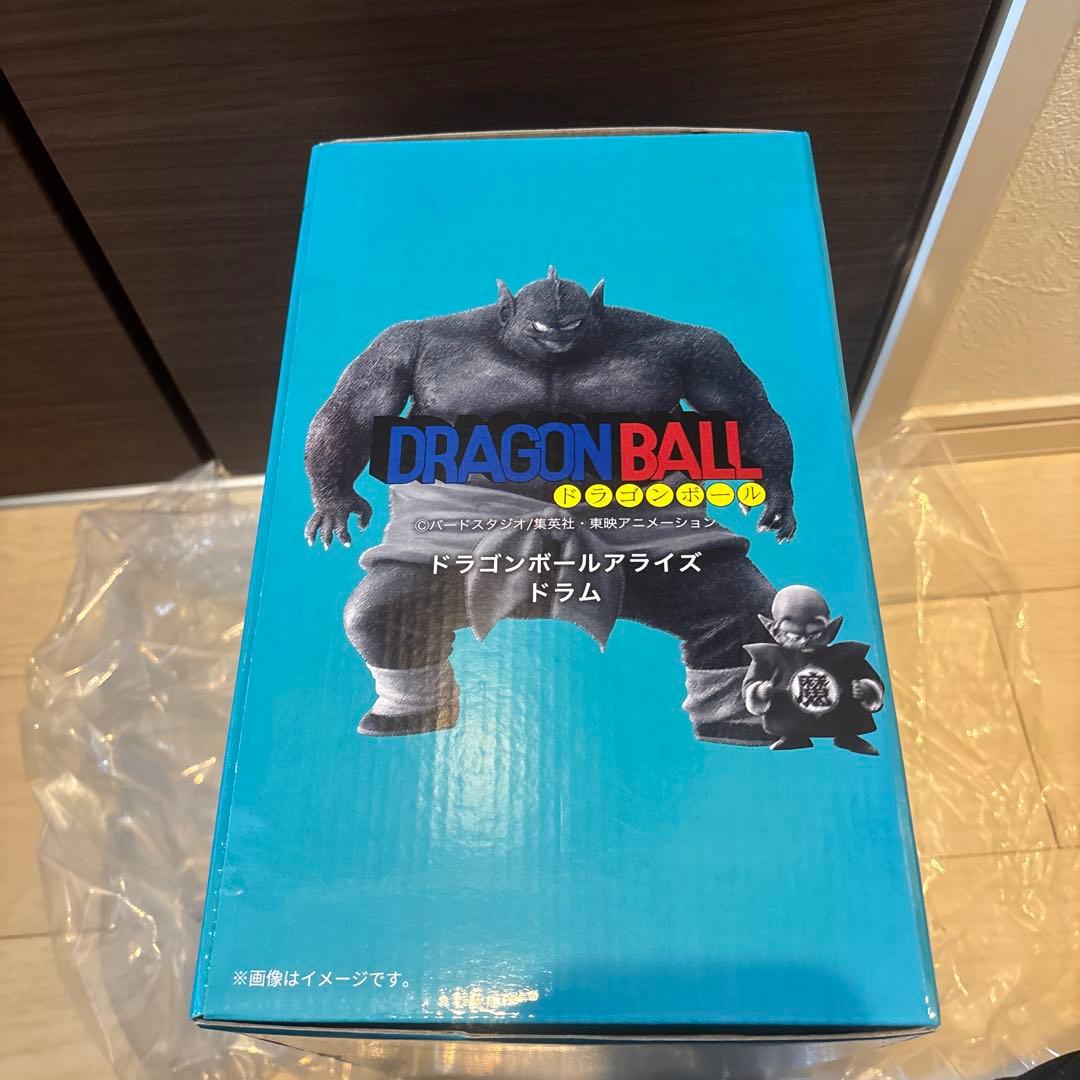 DRAGON BALL
ドラゴンボール
©バードスタジオ/集英社・東映アニメーション
ドラゴンボールアライズ
ドラム
魔
※画像はイメージです。